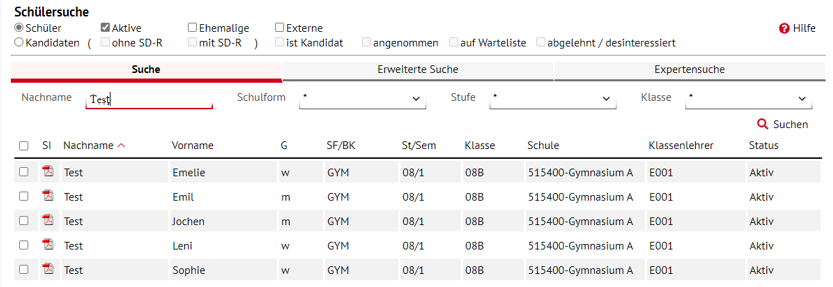 Schülersuche
Schüler Aktive Ehemalige Externe Hilfe
Kandidaten ( ohne SD-R mit SD-R ) ist Kandidat angenommen auf Warteliste abgelehnt / desinteressiert
Suche Erweiterte Suche Expertensuche
Nachname Test Schulform * Stufe * Klasse *
Suchen
SI Nachname Vorname G SF/BK St/Sem Klasse Schule Klassenlehrer Status
Test Emelie w GYM 08/1 08B 515400-Gymnasium A E001 Aktiv
Test Emil m GYM 08/1 08B 515400-Gymnasium A E001 Aktiv
Test Jochen m GYM 08/1 08B 515400-Gymnasium A E001 Aktiv
Test Leni w GYM 08/1 08B 515400-Gymnasium A E001 Aktiv
Test Sophie w GYM 08/1 08B 515400-Gymnasium A E001 Aktiv